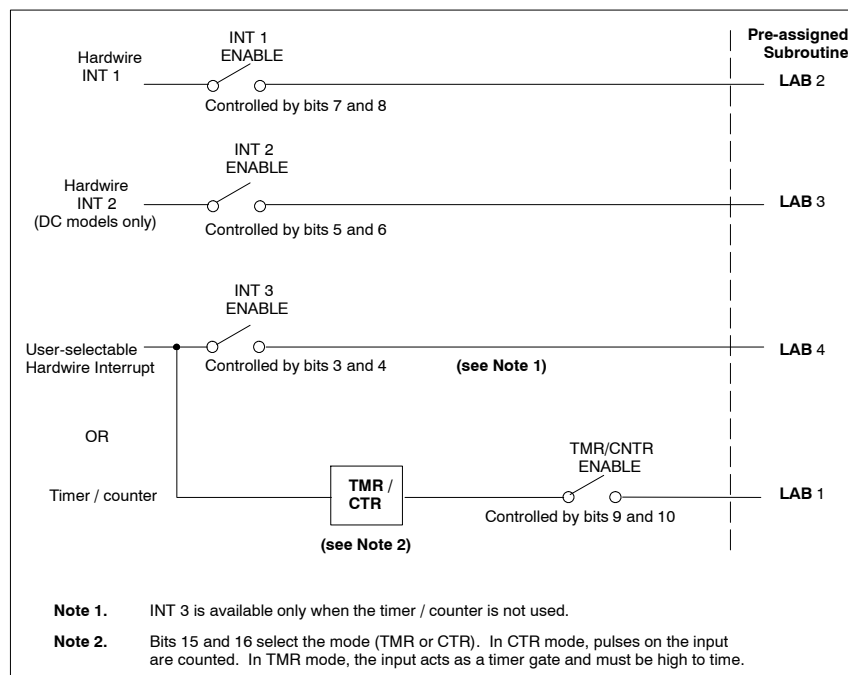 Pre-assigned
Subroutine
Hardwire
INT 1
INT 1
ENABLE
Controlled by bits 7 and 8
LAB 2
Hardwire
INT 2
(DC models only)
INT 2
ENABLE
Controlled by bits 5 and 6
LAB 3
User-selectable
Hardwire Interrupt
INT 3
ENABLE
Controlled by bits 3 and 4
(see Note 1)
LAB 4
OR
Timer / counter
TMR /
CTR
(see Note 2)
TMR/CNTR
ENABLE
Controlled by bits 9 and 10
LAB 1
Note 1. INT 3 is available only when the timer / counter is not used.
Note 2. Bits 15 and 16 select the mode (TMR or CTR). In CTR mode, pulses on the input
are counted. In TMR mode, the input acts as a timer gate and must be high to time.